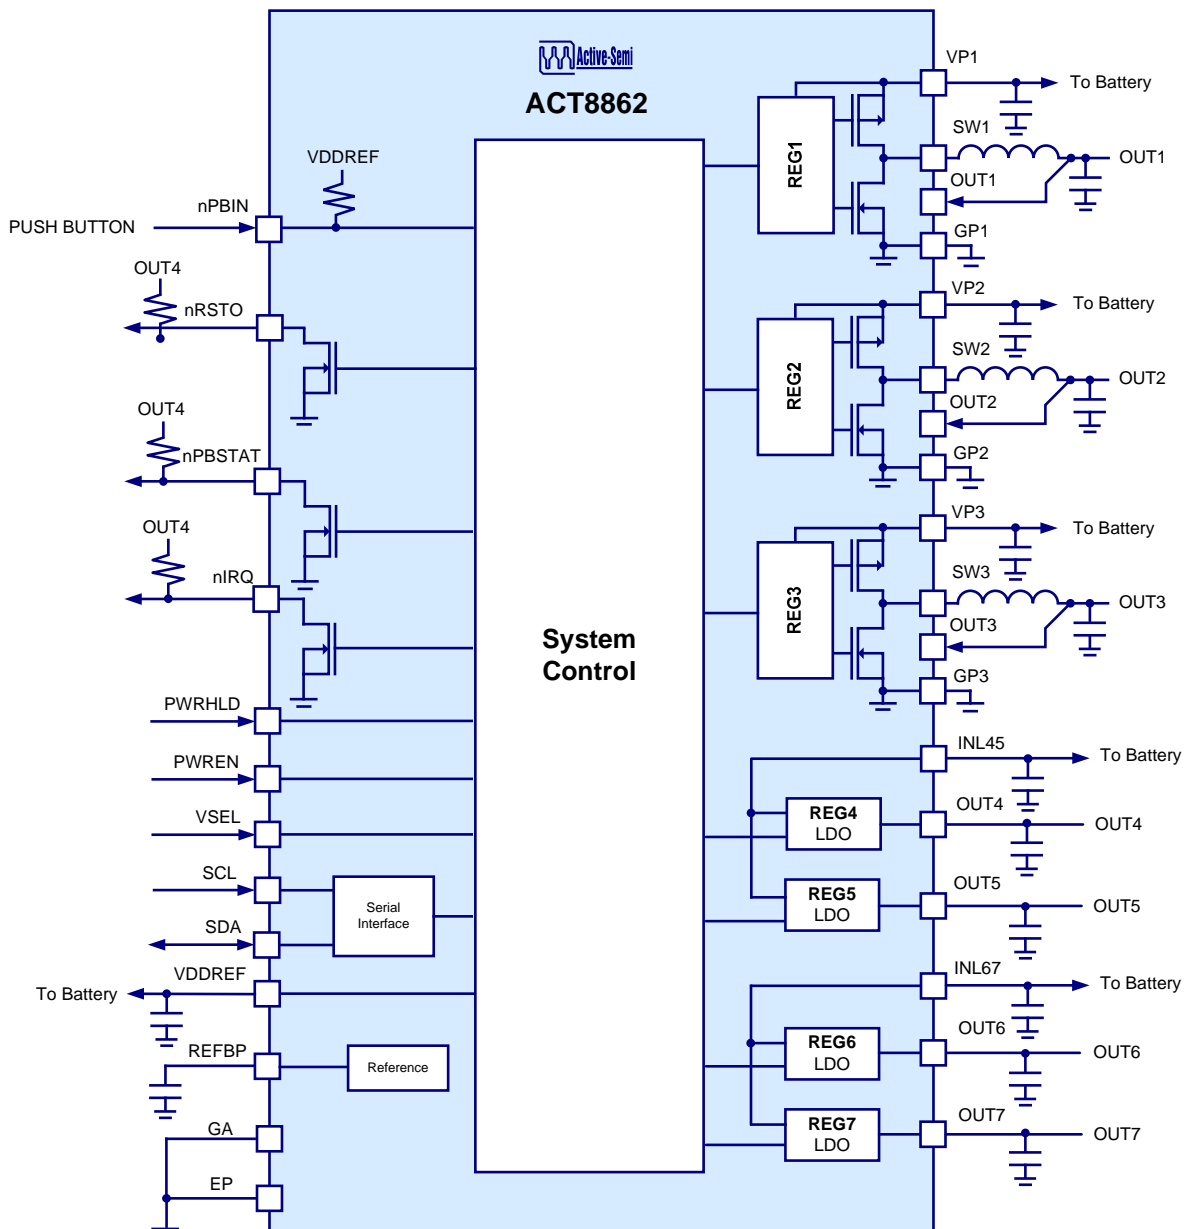 Active-Semi
ACT8862
VDDREF
nPBIN
PUSH BUTTON
OUT4
nRSTO
OUT4
nPBSTAT
OUT4
nIRQ
PWRHLD
PWREN
VSEL
SCL
SDA
Serial
Interface
VDDREF
To Battery
REFBP
Reference
GA
EP
System
Control
REG1
VP1
To Battery
SW1
OUT1
OUT1
GP1
REG2
VP2
To Battery
SW2
OUT2
OUT2
GP2
REG3
VP3
To Battery
SW3
OUT3
OUT3
GP3
INL45
To Battery
REG4
LDO
OUT4
OUT4
REG5
LDO
OUT5
OUT5
INL67
To Battery
REG6
LDO
OUT6
OUT6
REG7
LDO
OUT7
OUT7